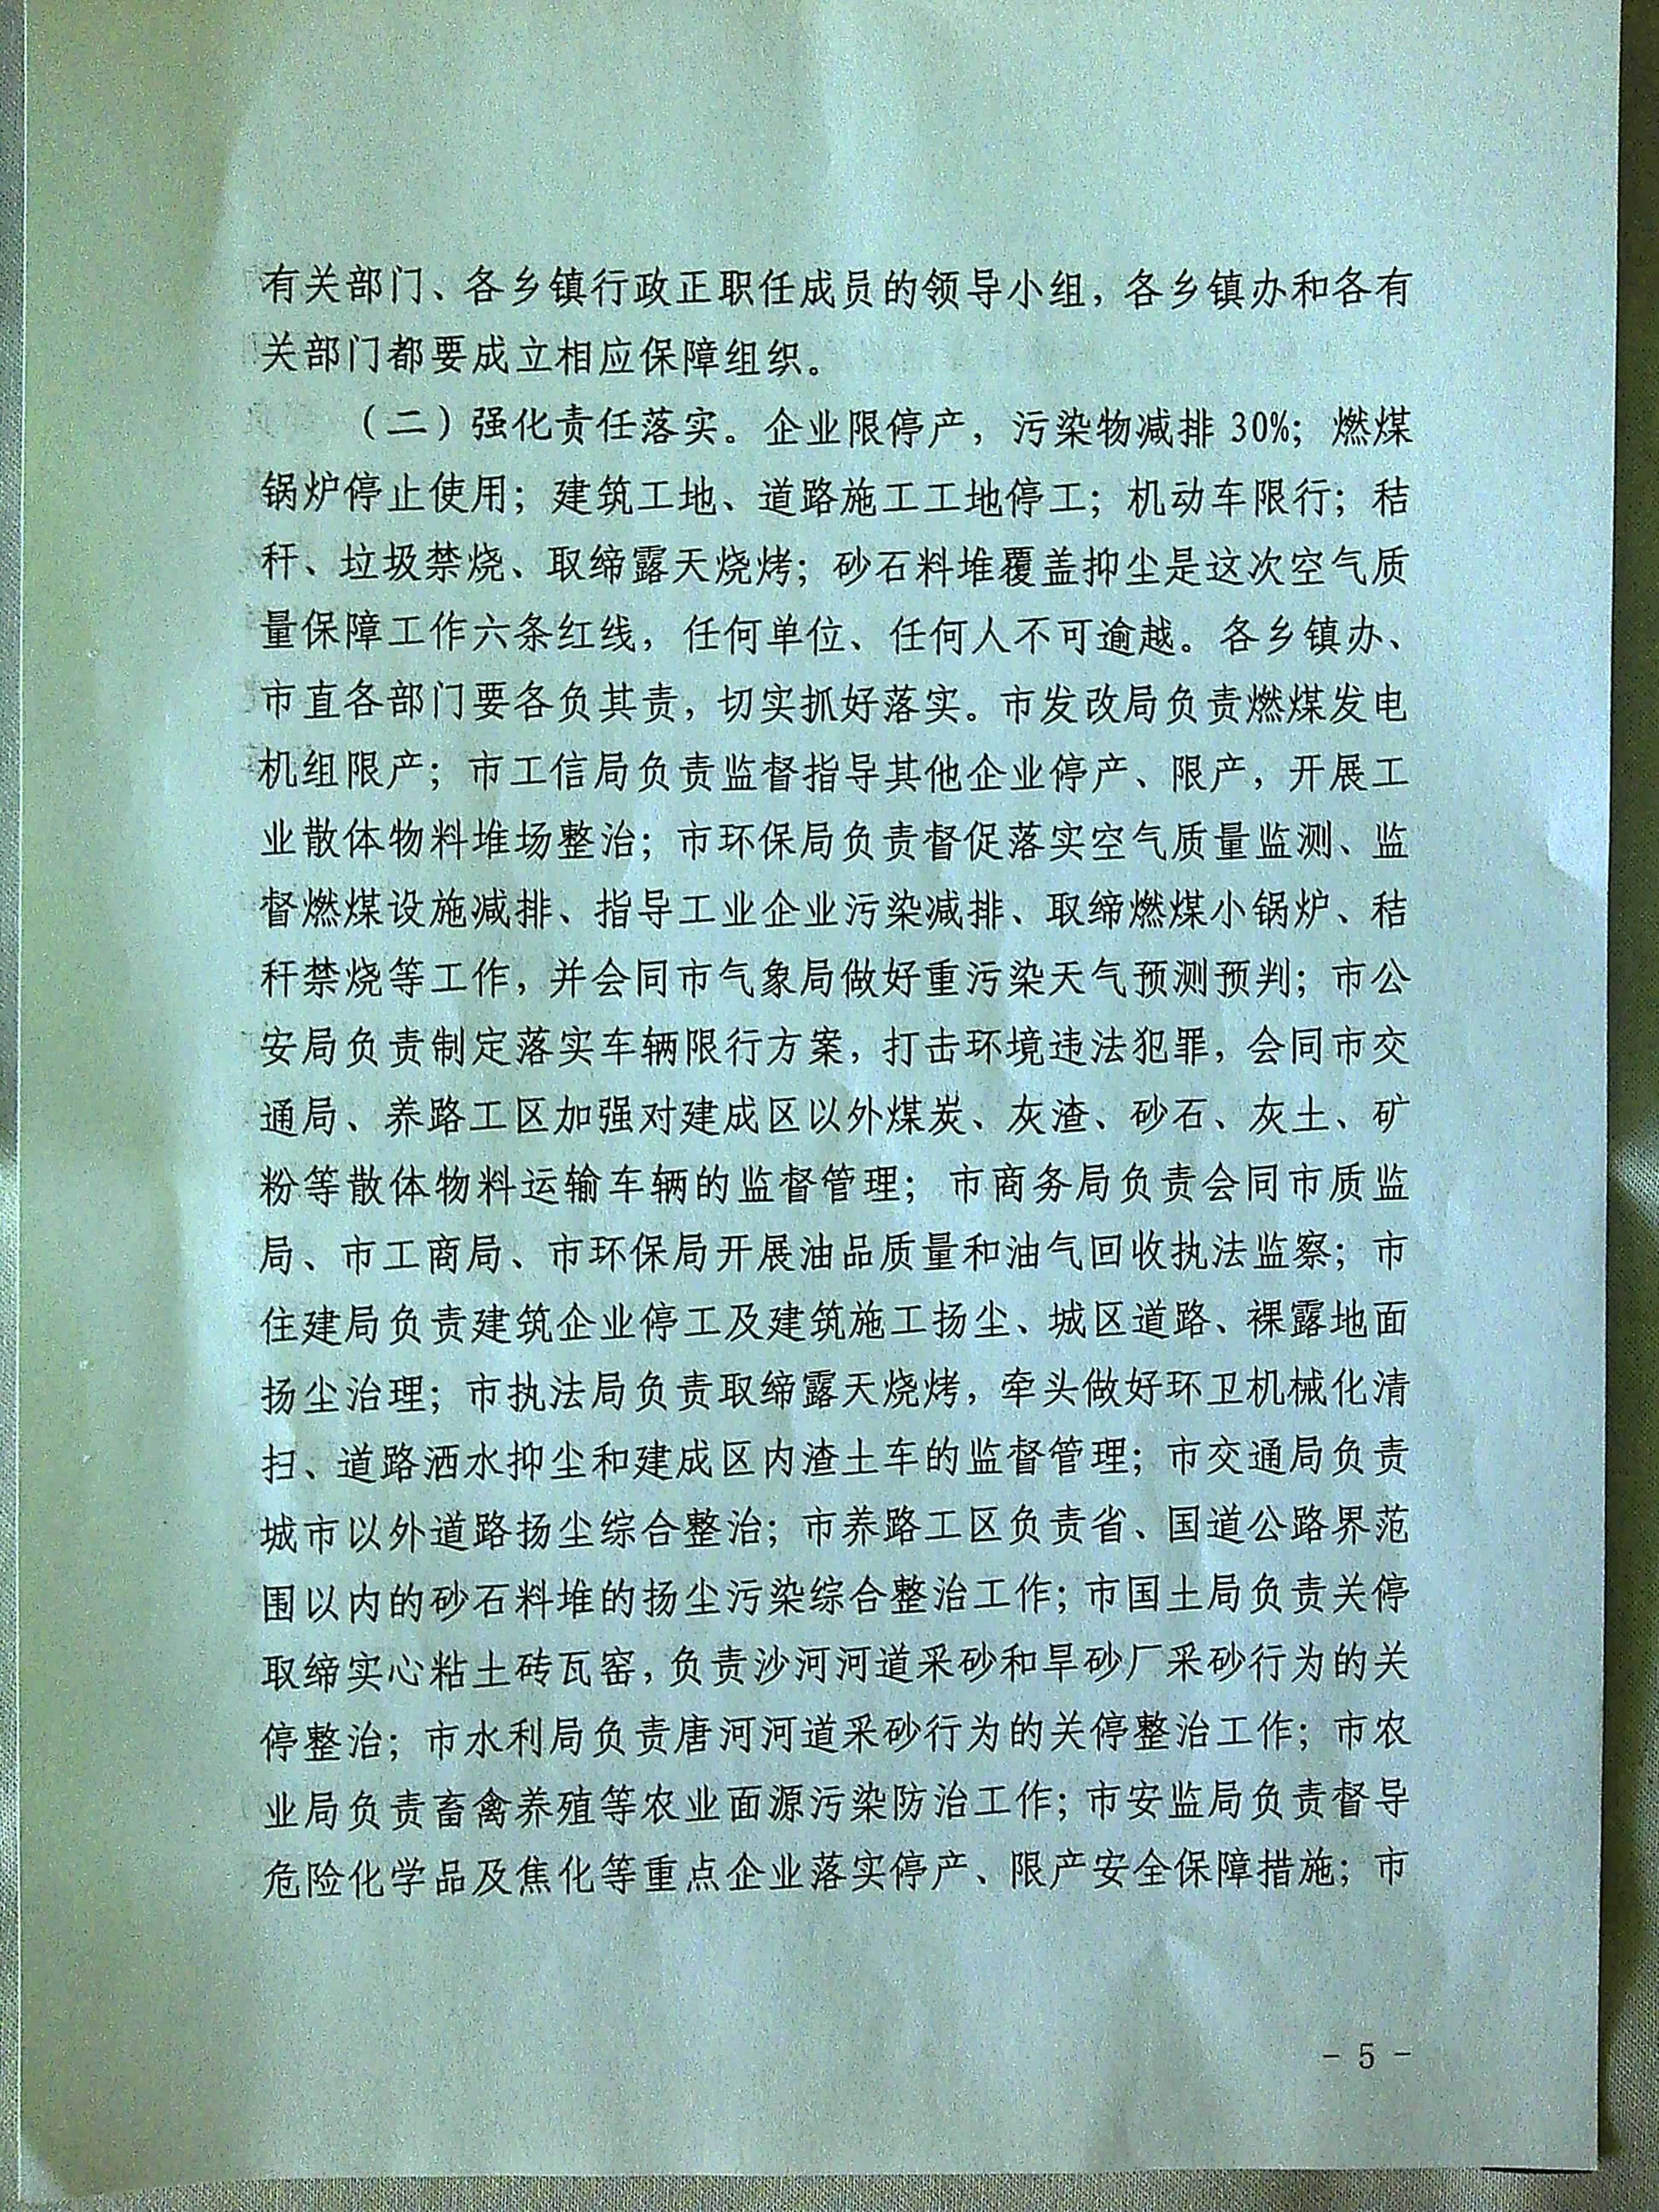 有关部门、各乡镇行政正职任成员的领导小组，各乡镇办和各有
关部门都要成立相应保障组织。
（二）强化责任落实。企业限停产，污染物减排30%；燃煤
锅炉停止使用；建筑工地、道路施工工地停工；机动车限行；秸
秆、垃圾禁烧、取缔露天烧烤；砂石料堆覆盖抑尘是这次空气质
量保障工作六条红线，任何单位、任何人不可逾越。各乡镇办、
市直各部门要各负其责，切实抓好落实。市发改局负责燃煤发电
机组限产；市工信局负责监督指导其他企业停产、限产，开展工
业散体物料堆场整治；市环保局负责督促落实空气质量监测、监
督燃煤设施减排、指导工业企业污染减排、取缔燃煤小锅炉、秸
秆禁烧等工作，并会同市气象局做好重污染天气预测预判；市公
安局负责制定落实车辆限行方案，打击环境违法犯罪，会同市交
通局、养路工区加强对建成区以外煤炭、灰渣、砂石、灰土、矿
粉等散体物料运输车辆的监督管理；市商务局负责会同市质监
局、市工商局、市环保局开展油品质量和油气回收执法监察；市
住建局负责建筑企业停工及建筑施工扬尘、城区道路、裸露地面
扬尘治理；市执法局负责取缔露天烧烤，牵头做好环卫机械化清
扫、道路洒水抑尘和建成区内渣土车的监督管理；市交通局负责
城市以外道路扬尘综合整治；市养路工区负责省、国道公路界范
围以内的砂石料堆的扬尘污染综合整治工作；市国土局负责关停
取缔实心粘土砖瓦窑，负责沙河河道采砂和旱砂厂采砂行为的关
停整治；市水利局负责唐河河道采砂行为的关停整治工作；市农
业局负责畜禽养殖等农业面源污染防治工作；市安监局负责督导
危险化学品及焦化等重点企业落实停产、限产安全保障措施；市
- 5 -